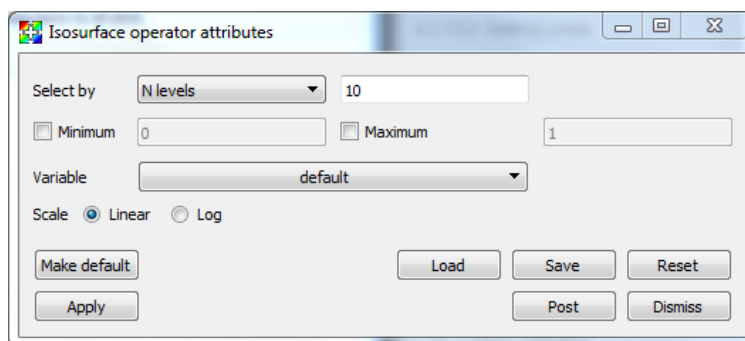 Isosurface operator attributes
Select by N levels 10
Minimum 0 Maximum 1
Variable default
Scale Linear Log
Make default Load Save Reset
Apply Post Dismiss